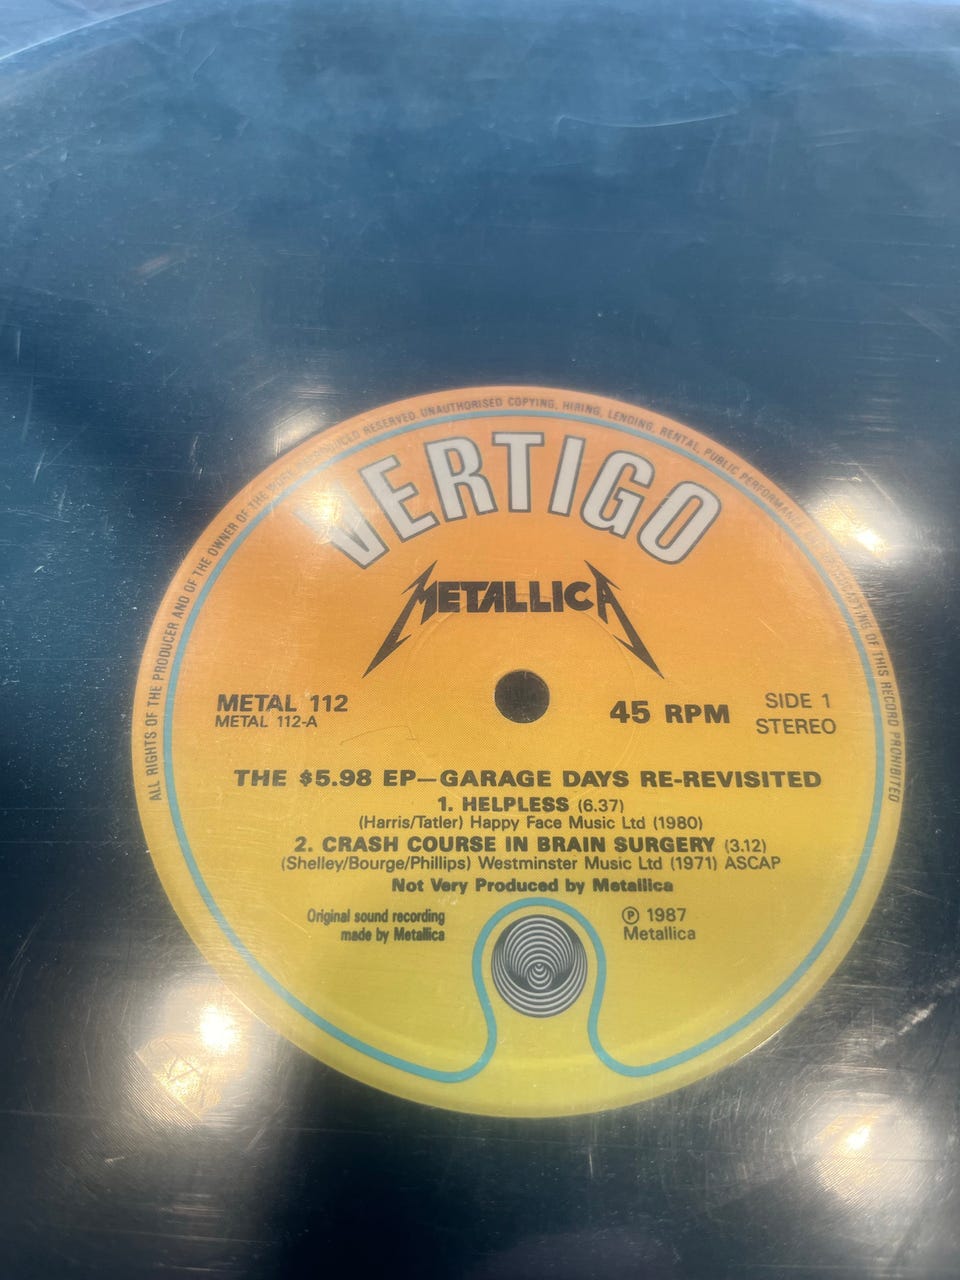 ALL RIGHTS OF THE PRODUCER AND OF THE OWNER OF THE WORK REPRODUCED RESERVED. UNAUTHORISED COPYING, HIRING, LENDING, RENTAL, PUBLIC PERFORMANCE BROADCASTING OF THIS RECORD PROHIBITED
VERTIGO
METALLICA
METAL 112
METAL 112-A
45 RPM
SIDE 1
STEREO
THE $5.98 EP—GARAGE DAYS RE-REVISITED
1. HELPLESS (6.37)
(Harris/Tatler) Happy Face Music Ltd (1980)
2. CRASH COURSE IN BRAIN SURGERY (3.12)
(Shelley/Bourge/Phillips) Westminster Music Ltd (1971) ASCAP
Not Very Produced by Metallica
Original sound recording
made by Metallica
℗ 1987
Metallica